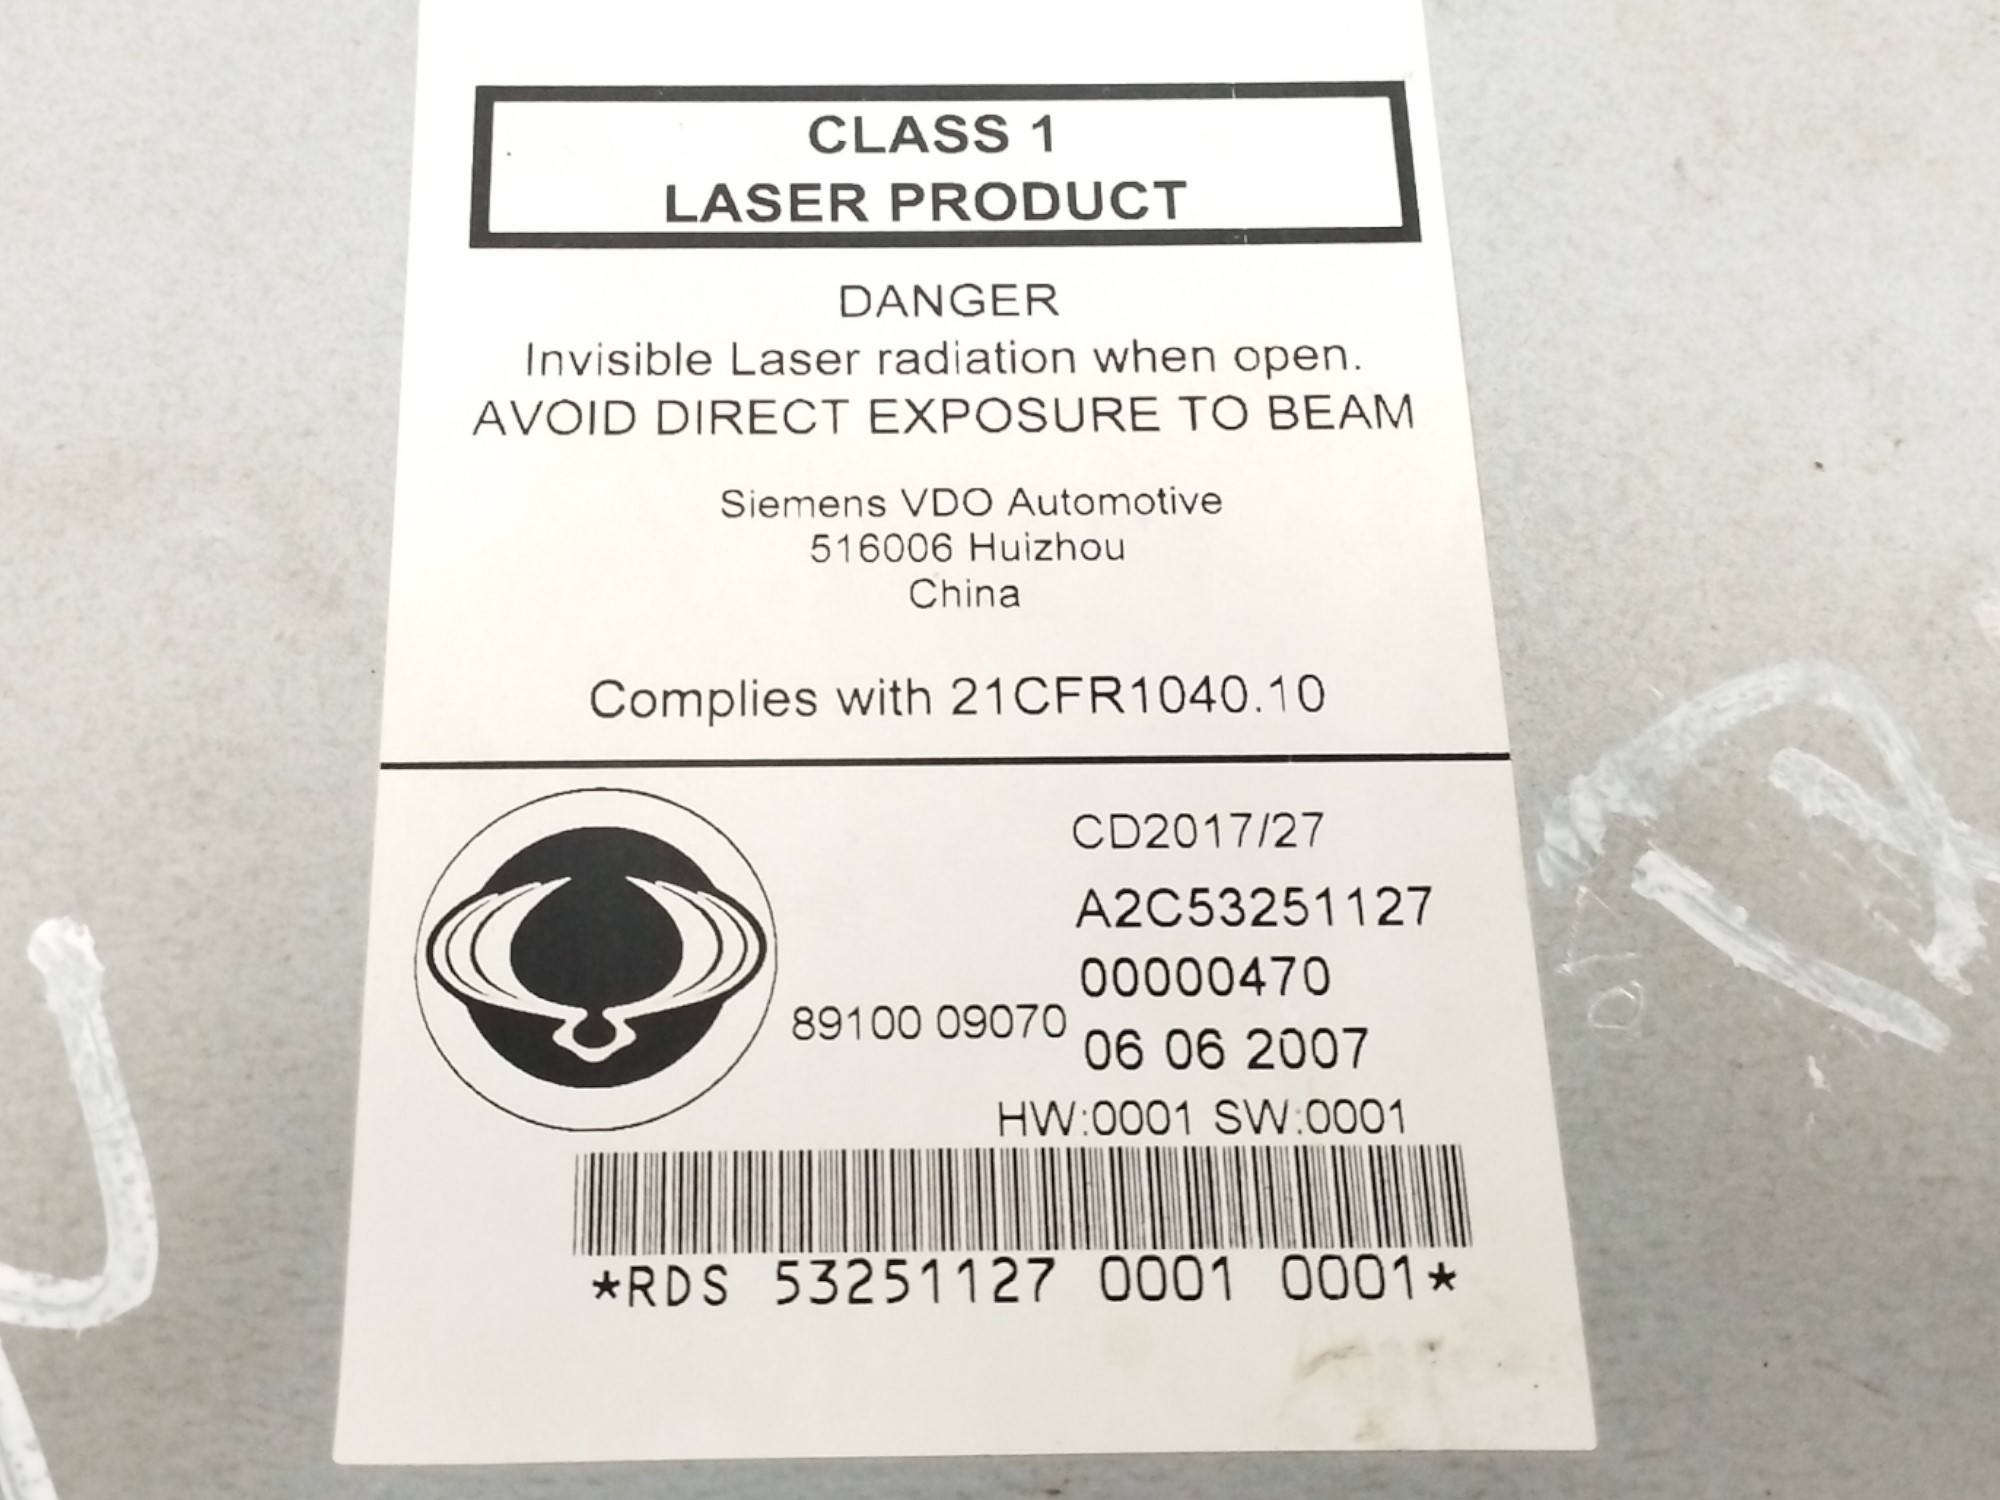 CLASS 1
LASER PRODUCT
DANGER
Invisible Laser radiation when open.
AVOID DIRECT EXPOSURE TO BEAM
Siemens VDO Automotive
516006 Huizhou
China
Complies with 21CFR1040.10
CD2017/27
A2C53251127
00000470
89100 09070
06 06 2007
HW:0001 SW:0001
*RDS 53251127 0001 0001*